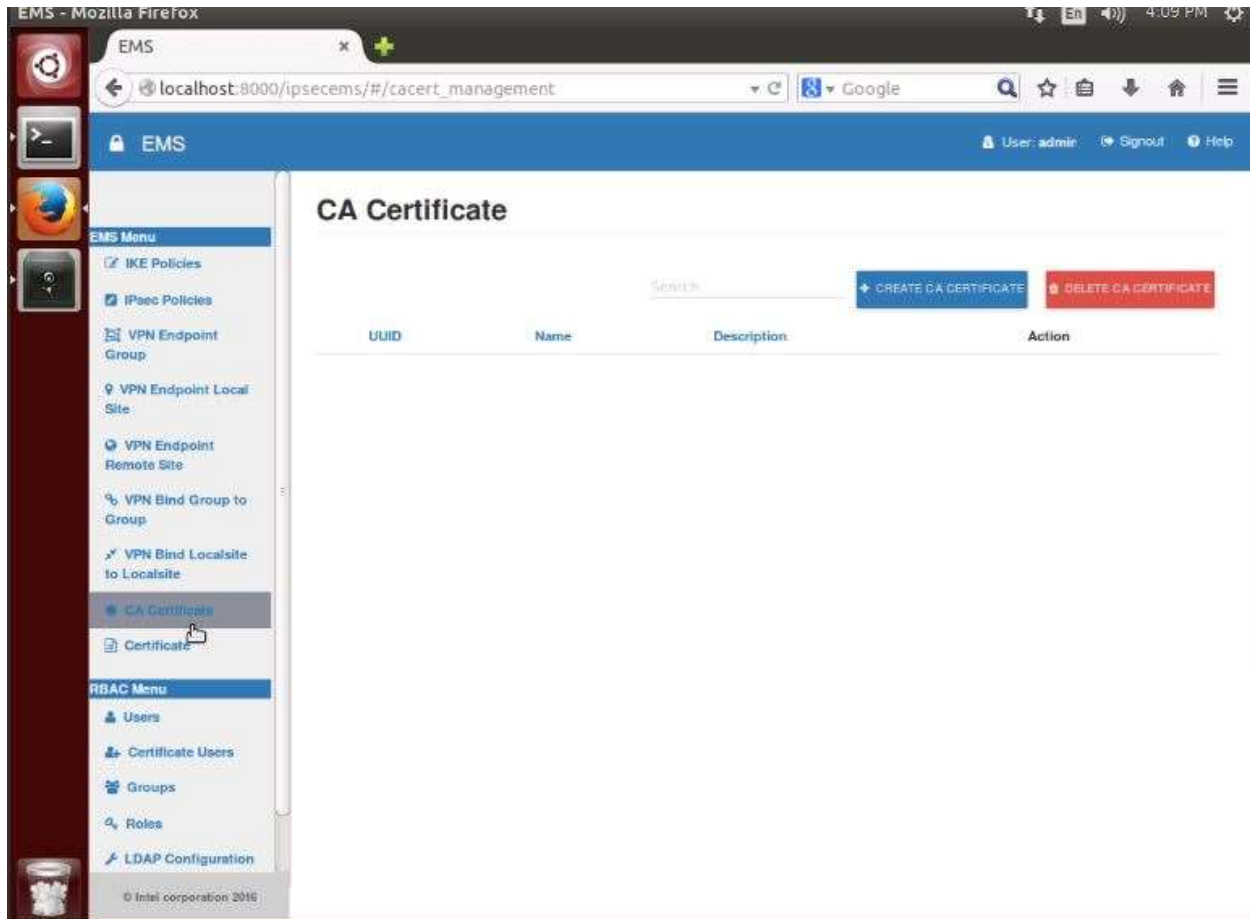 EMS - Mozilla Firefox
En
4:09 PM
EMS
localhost:8000/ipsecems/#/cacert_management
Google
EMS
User: admin
Signout
Help
CA Certificate
Search
+ CREATE CA CERTIFICATE
DELETE CA CERTIFICATE
UUID
Name
Description
Action
EMS Menu
IKE Policies
IPsec Policies
VPN Endpoint
Group
VPN Endpoint Local
Site
VPN Endpoint
Remote Site
VPN Bind Group to
Group
VPN Bind Localsite
to Localsite
CA Certificate
Certificate
RBAC Menu
Users
Certificate Users
Groups
Roles
LDAP Configuration
© Intel corporation 2016